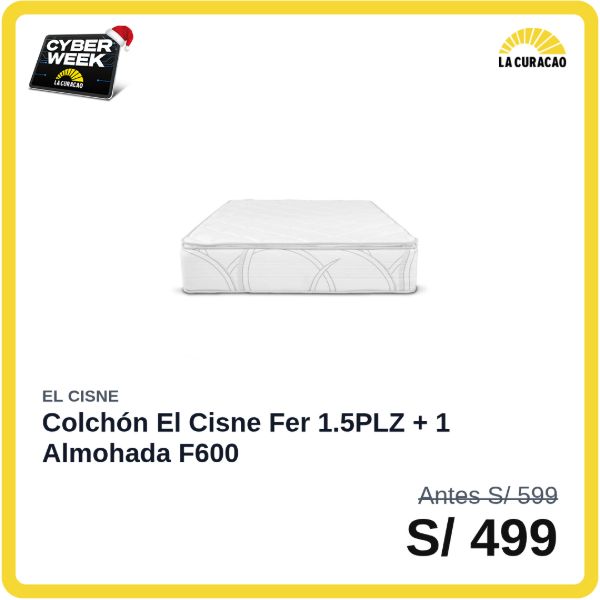 CYBER
WEEK
LA CURACAO
LA CURACAO
EL CISNE
Colchón El Cisne Fer 1.5PLZ + 1
Almohada F600
Antes S/ 599
S/ 499